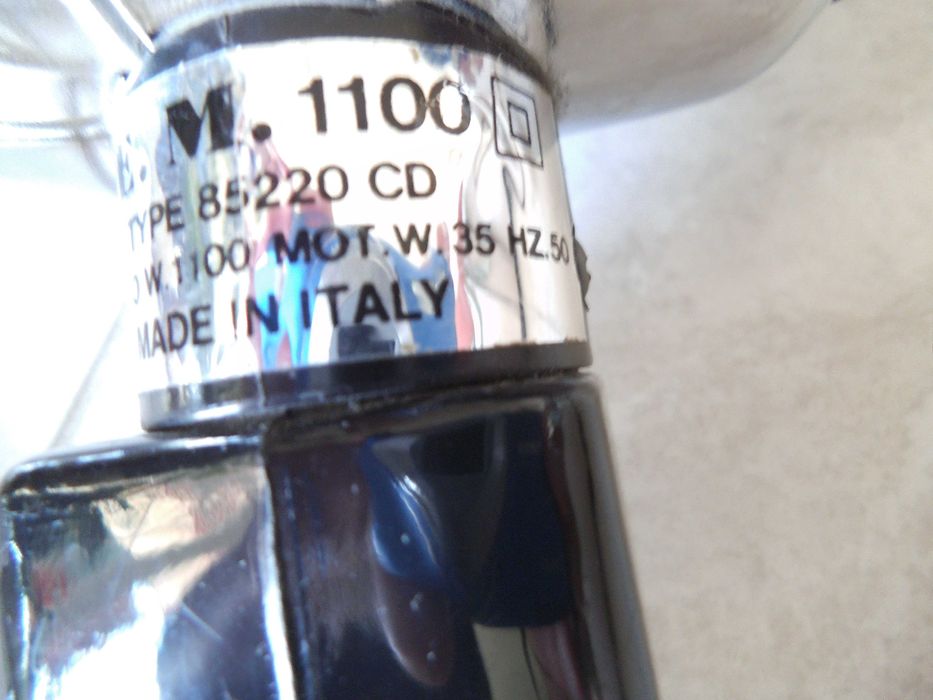 M. 1100
TYPE 85220 CD
W. 1100 MOT. W. 35 HZ. 50
MADE IN ITALY